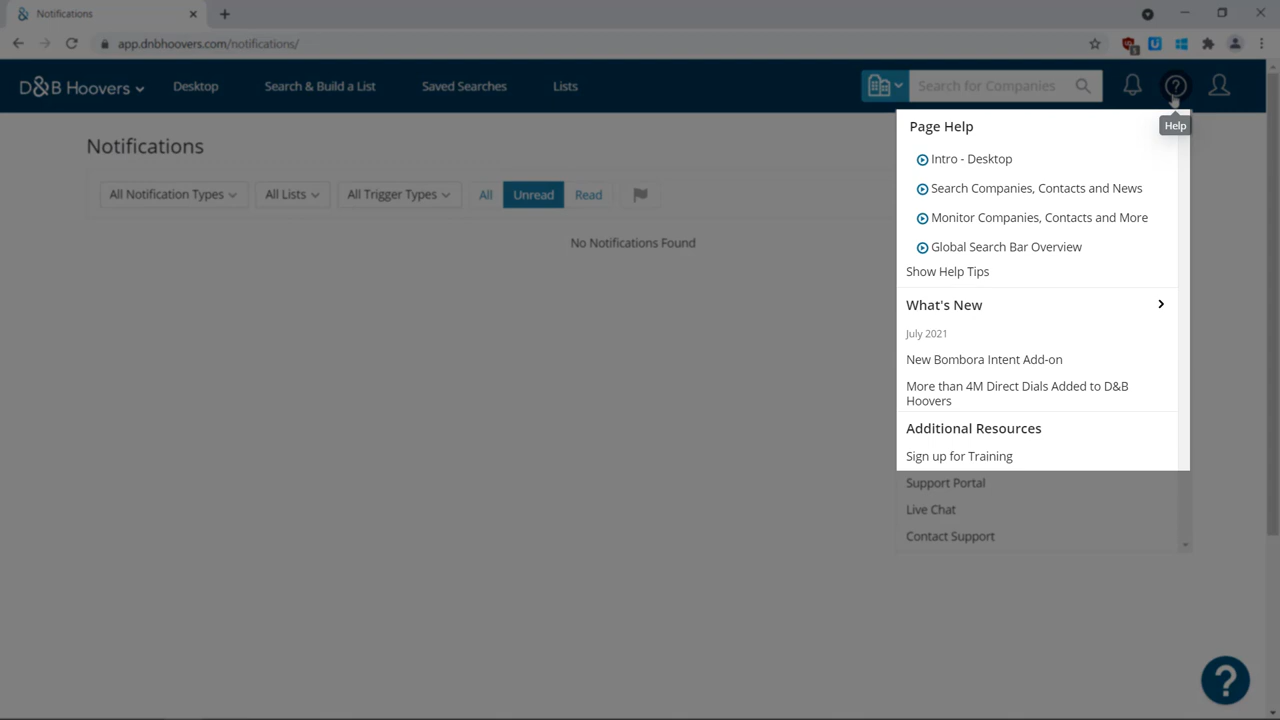 Notifications
app.dnbhoovers.com/notifications/
D&B Hoovers
Desktop
Search & Build a List
Saved Searches
Lists
Search for Companies
?
Help
Notifications
All Notification Types
All Lists
All Trigger Types
All
Unread
Read
No Notifications Found
Page Help
Intro - Desktop
Search Companies, Contacts and News
Monitor Companies, Contacts and More
Global Search Bar Overview
Show Help Tips
What's New
July 2021
New Bombora Intent Add-on
More than 4M Direct Dials Added to D&B
Hoovers
Additional Resources
Sign up for Training
Support Portal
Live Chat
Contact Support
?